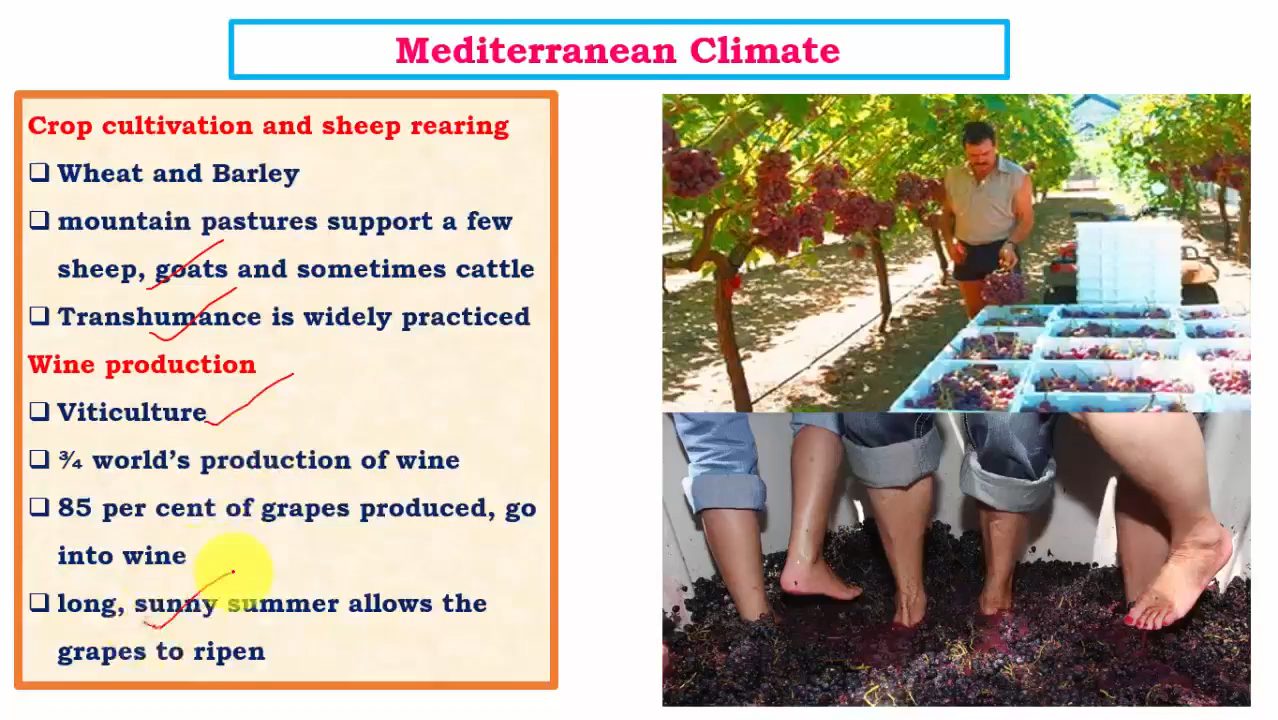 Mediterranean Climate
Crop cultivation and sheep rearing
❑ Wheat and Barley
❑ mountain pastures support a few
sheep, goats and sometimes cattle
❑ Transhumance is widely practiced
Wine production
❑ Viticulture
❑ ¾ world’s production of wine
❑ 85 per cent of grapes produced, go
into wine
❑ long, sunny summer allows the
grapes to ripen